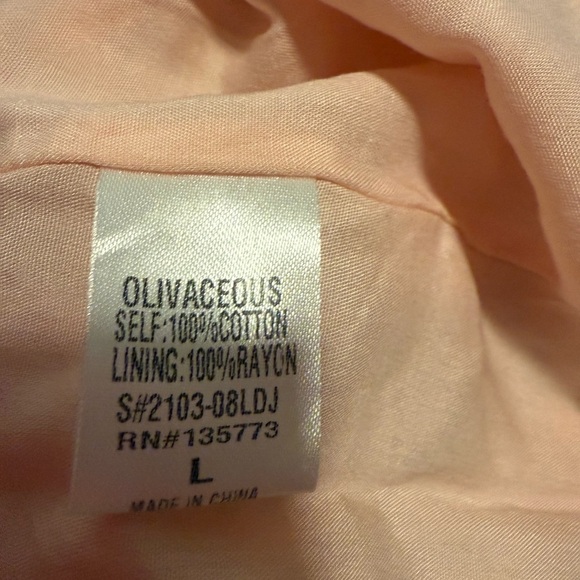 OLIVACEOUS
SELF:100%COTTON
LINING:100%RAYON
S#2103-08LDJ
RN#135773
L
MADE IN CHINA